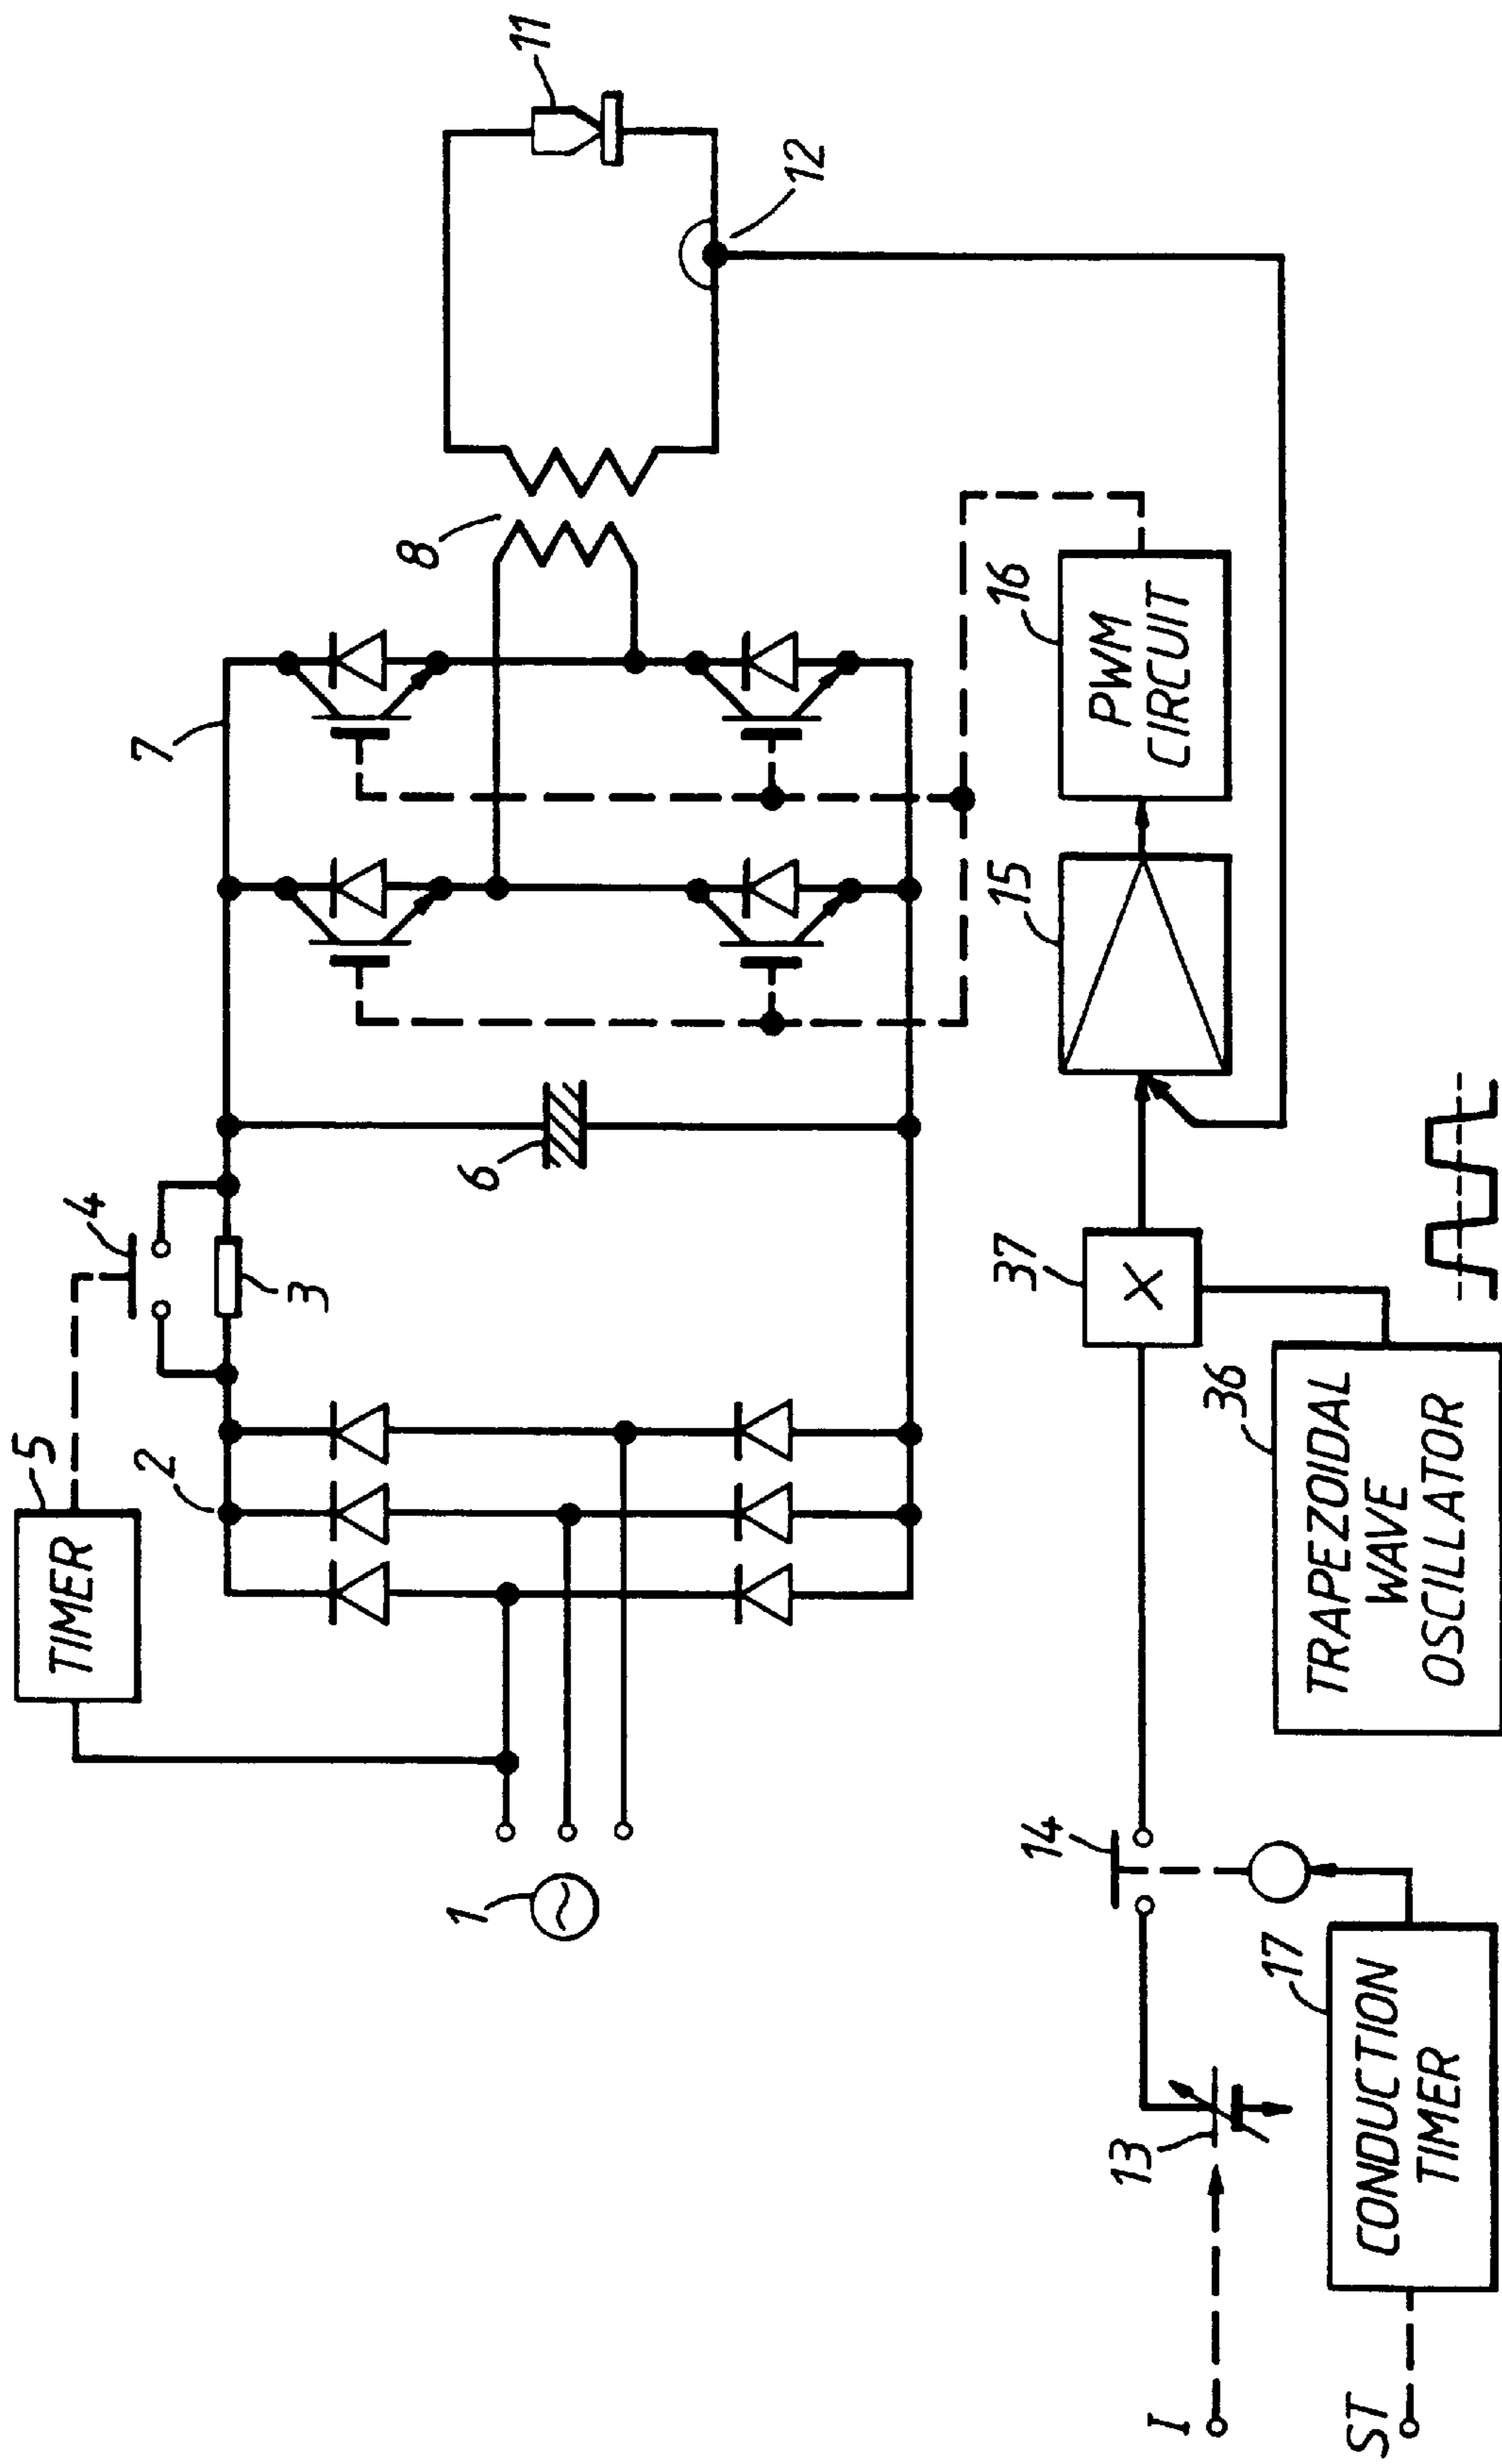 TIMER
5
4
2
3
1
6
7
8
11
12
I
13
14
37
X
15
16
PWM
CIRCUIT
ST
CONDUCTION
TIMER
17
36
TRAPEZOIDAL
WAVE
OSCILLATOR